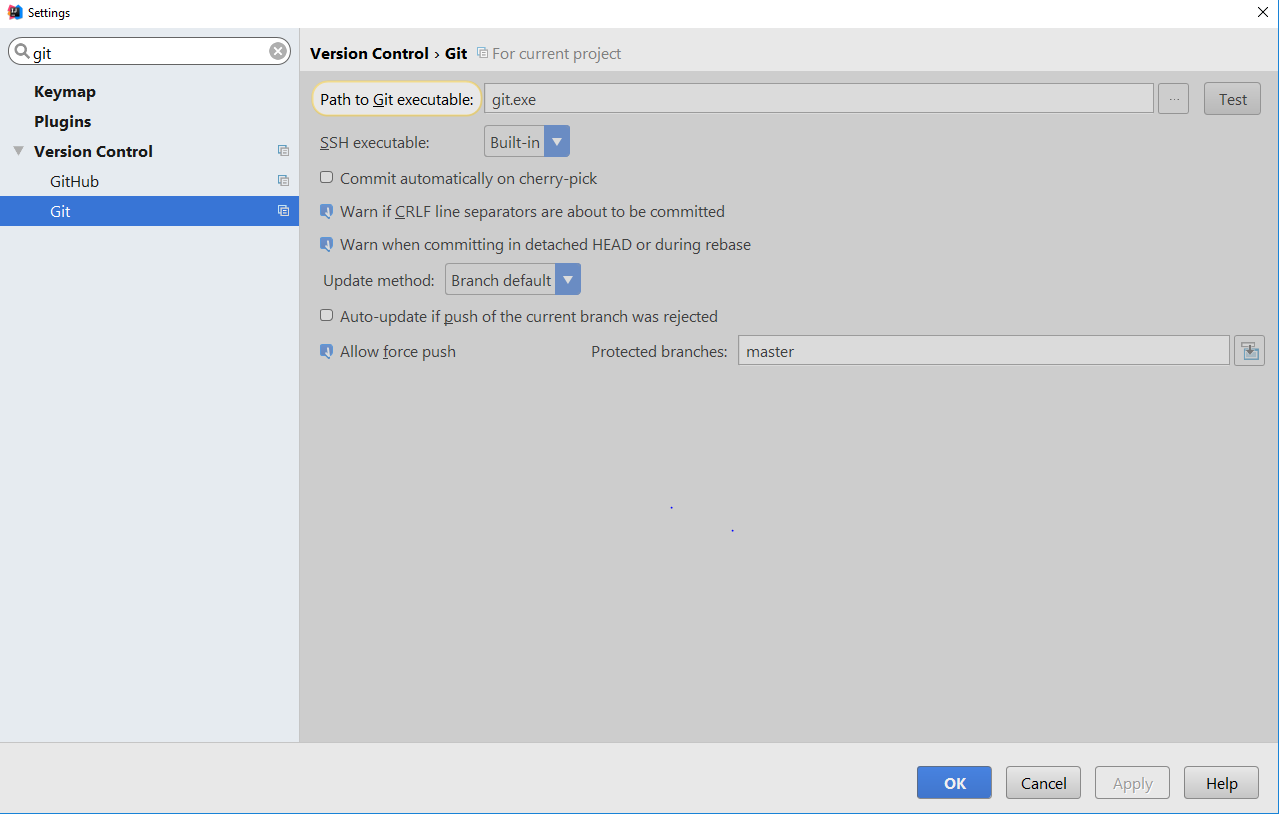 Settings
git
Keymap
Plugins
Version Control
GitHub
Git
Version Control › Git For current project
Path to Git executable: git.exe ... Test
SSH executable: Built-in
Commit automatically on cherry-pick
Warn if CRLF line separators are about to be committed
Warn when committing in detached HEAD or during rebase
Update method: Branch default
Auto-update if push of the current branch was rejected
Allow force push Protected branches: master
OK Cancel Apply Help